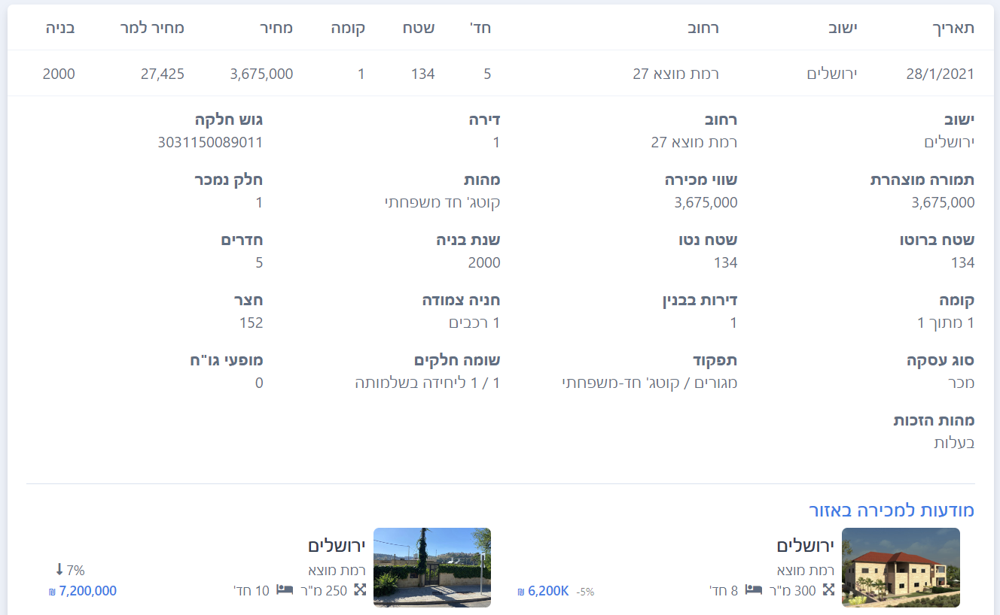 תאריך ישוב רחוב חד' שטח קומה מחיר מחיר למר בניה
28/1/2021 ירושלים רמת מוצא 27 5 134 1 3,675,000 27,425 2000
ישוב רחוב דירה גוש חלקה
ירושלים רמת מוצא 27 1 3031150089011
תמורה מוצהרת שווי מכירה מהות חלק נמכר
3,675,000 3,675,000 קוטג' חד משפחתי 1
שטח ברוטו שטח נטו שנת בניה חדרים
134 134 2000 5
קומה דירות בבנין חניה צמודה חצר
1 מתוך 1 1 1 רכבים 152
סוג עסקה תפקוד שומה חלקים מופעי גו"ח
מכר מגורים / קוטג' חד-משפחתי 1 / 1 ליחידה בשלמותה 0
מהות הזכות
בעלות
מודעות למכירה באזור
ירושלים
רמת מוצא
300 מ"ר 8 חד' -5% 6,200K ₪
ירושלים
רמת מוצא 7%
250 מ"ר 10 חד' 7,200,000 ₪